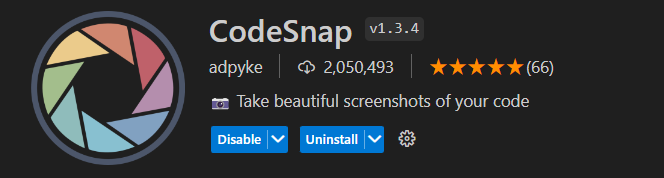 CodeSnap v1.3.4
adpyke 2,050,493 ★★★★★(66)
Take beautiful screenshots of your code
Disable Uninstall